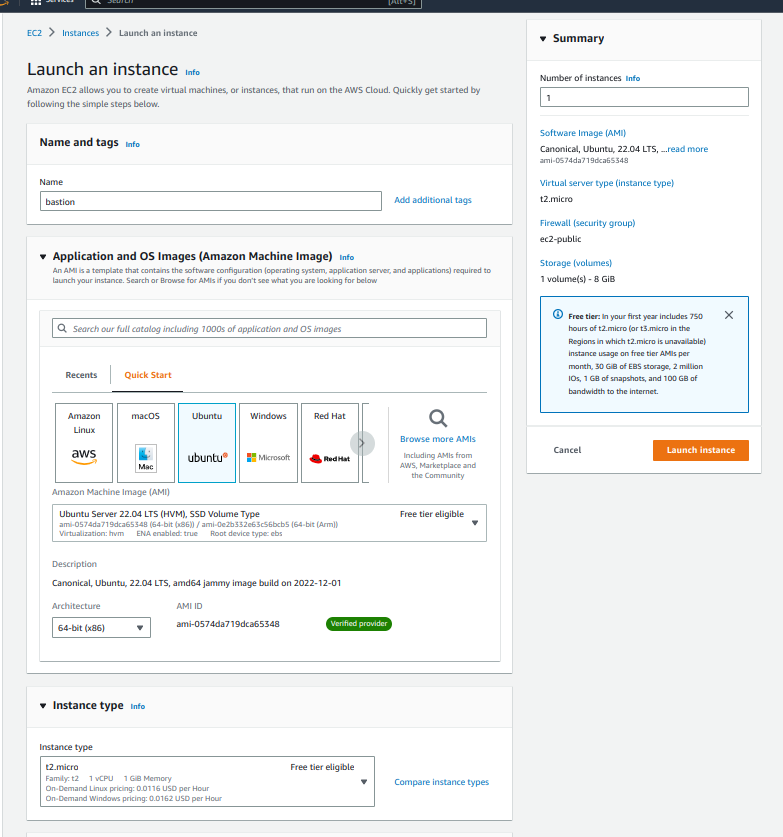 Services
Search
[Alt+S]
EC2 > Instances > Launch an instance
Launch an instance Info
Amazon EC2 allows you to create virtual machines, or instances, that run on the AWS Cloud. Quickly get started by
following the simple steps below.
Name and tags Info
Name
bastion
Add additional tags
Application and OS Images (Amazon Machine Image) Info
An AMI is a template that contains the software configuration (operating system, application server, and applications) required to
launch your instance. Search or Browse for AMIs if you don't see what you are looking for below
Search our full catalog including 1000s of application and OS images
Recents
Quick Start
Amazon
Linux
aws
macOS
Mac
Ubuntu
ubuntu
Windows
Microsoft
Red Hat
Red Hat
Browse more AMIs
Including AMIs from
AWS, Marketplace and
the Community
Amazon Machine Image (AMI)
Ubuntu Server 22.04 LTS (HVM), SSD Volume Type
Free tier eligible
ami-0574da719dca65348 (64-bit (x86)) / ami-0e2b332e63c56bcb5 (64-bit (Arm))
Virtualization: hvm ENA enabled: true Root device type: ebs
Description
Canonical, Ubuntu, 22.04 LTS, amd64 jammy image build on 2022-12-01
Architecture
64-bit (x86)
AMI ID
ami-0574da719dca65348
Verified provider
Instance type Info
Instance type
t2.micro
Free tier eligible
Family: t2 1 vCPU 1 GiB Memory
On-Demand Linux pricing: 0.0116 USD per Hour
On-Demand Windows pricing: 0.0162 USD per Hour
Compare instance types
Summary
Number of instances Info
1
Software Image (AMI)
Canonical, Ubuntu, 22.04 LTS, ...read more
ami-0574da719dca65348
Virtual server type (instance type)
t2.micro
Firewall (security group)
ec2-public
Storage (volumes)
1 volume(s) - 8 GiB
Free tier: In your first year includes 750
hours of t2.micro (or t3.micro in the
Regions in which t2.micro is unavailable)
instance usage on free tier AMIs per
month, 30 GiB of EBS storage, 2 million
IOs, 1 GB of snapshots, and 100 GB of
bandwidth to the internet.
Cancel
Launch instance